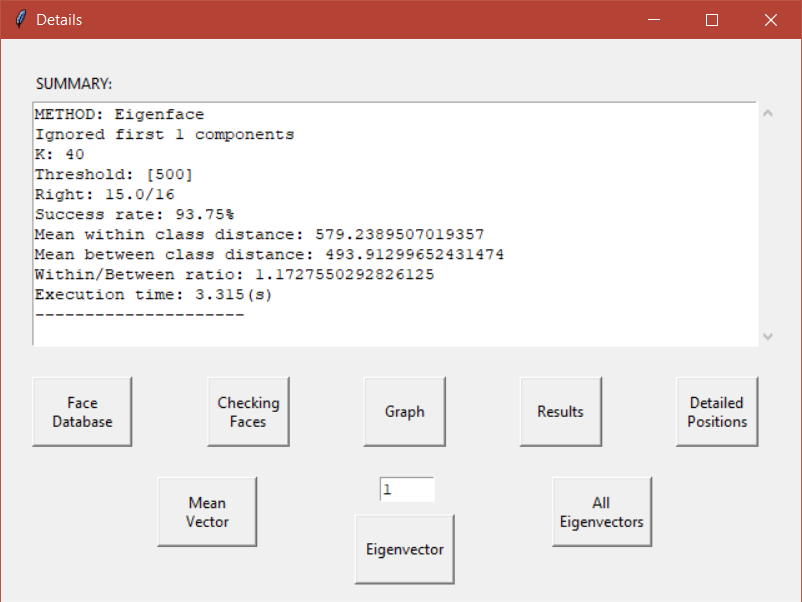 Details
SUMMARY:
METHOD: Eigenface
Ignored first 1 components
K: 40
Threshold: [500]
Right: 15.0/16
Success rate: 93.75%
Mean within class distance: 579.2389507019357
Mean between class distance: 493.91299652431474
Within/Between ratio: 1.1727550292826125
Execution time: 3.315(s)
---------------------
Face
Database
Checking
Faces
Graph
Results
Detailed
Positions
Mean
Vector
1
Eigenvector
All
Eigenvectors